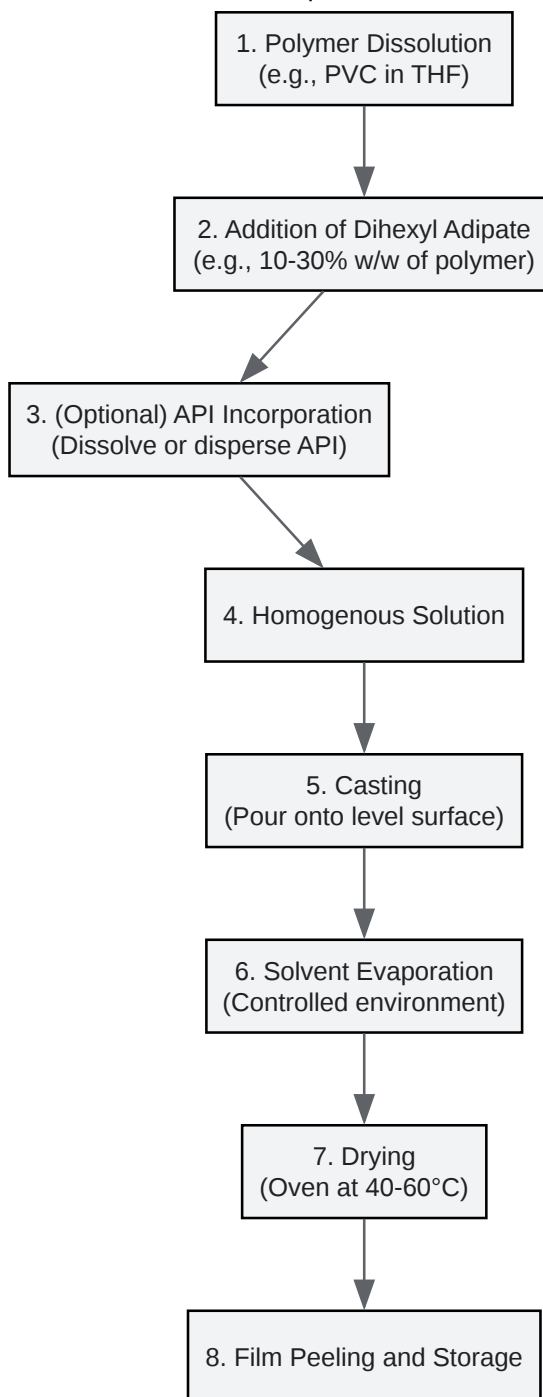 1. Polymer Dissolution
(e.g., PVC in THF)
2. Addition of Dihexyl Adipate
(e.g., 10-30% w/w of polymer)
3. (Optional) API Incorporation
(Dissolve or disperse API)
4. Homogenous Solution
5. Casting
(Pour onto level surface)
6. Solvent Evaporation
(Controlled environment)
7. Drying
(Oven at 40-60°C)
8. Film Peeling and Storage